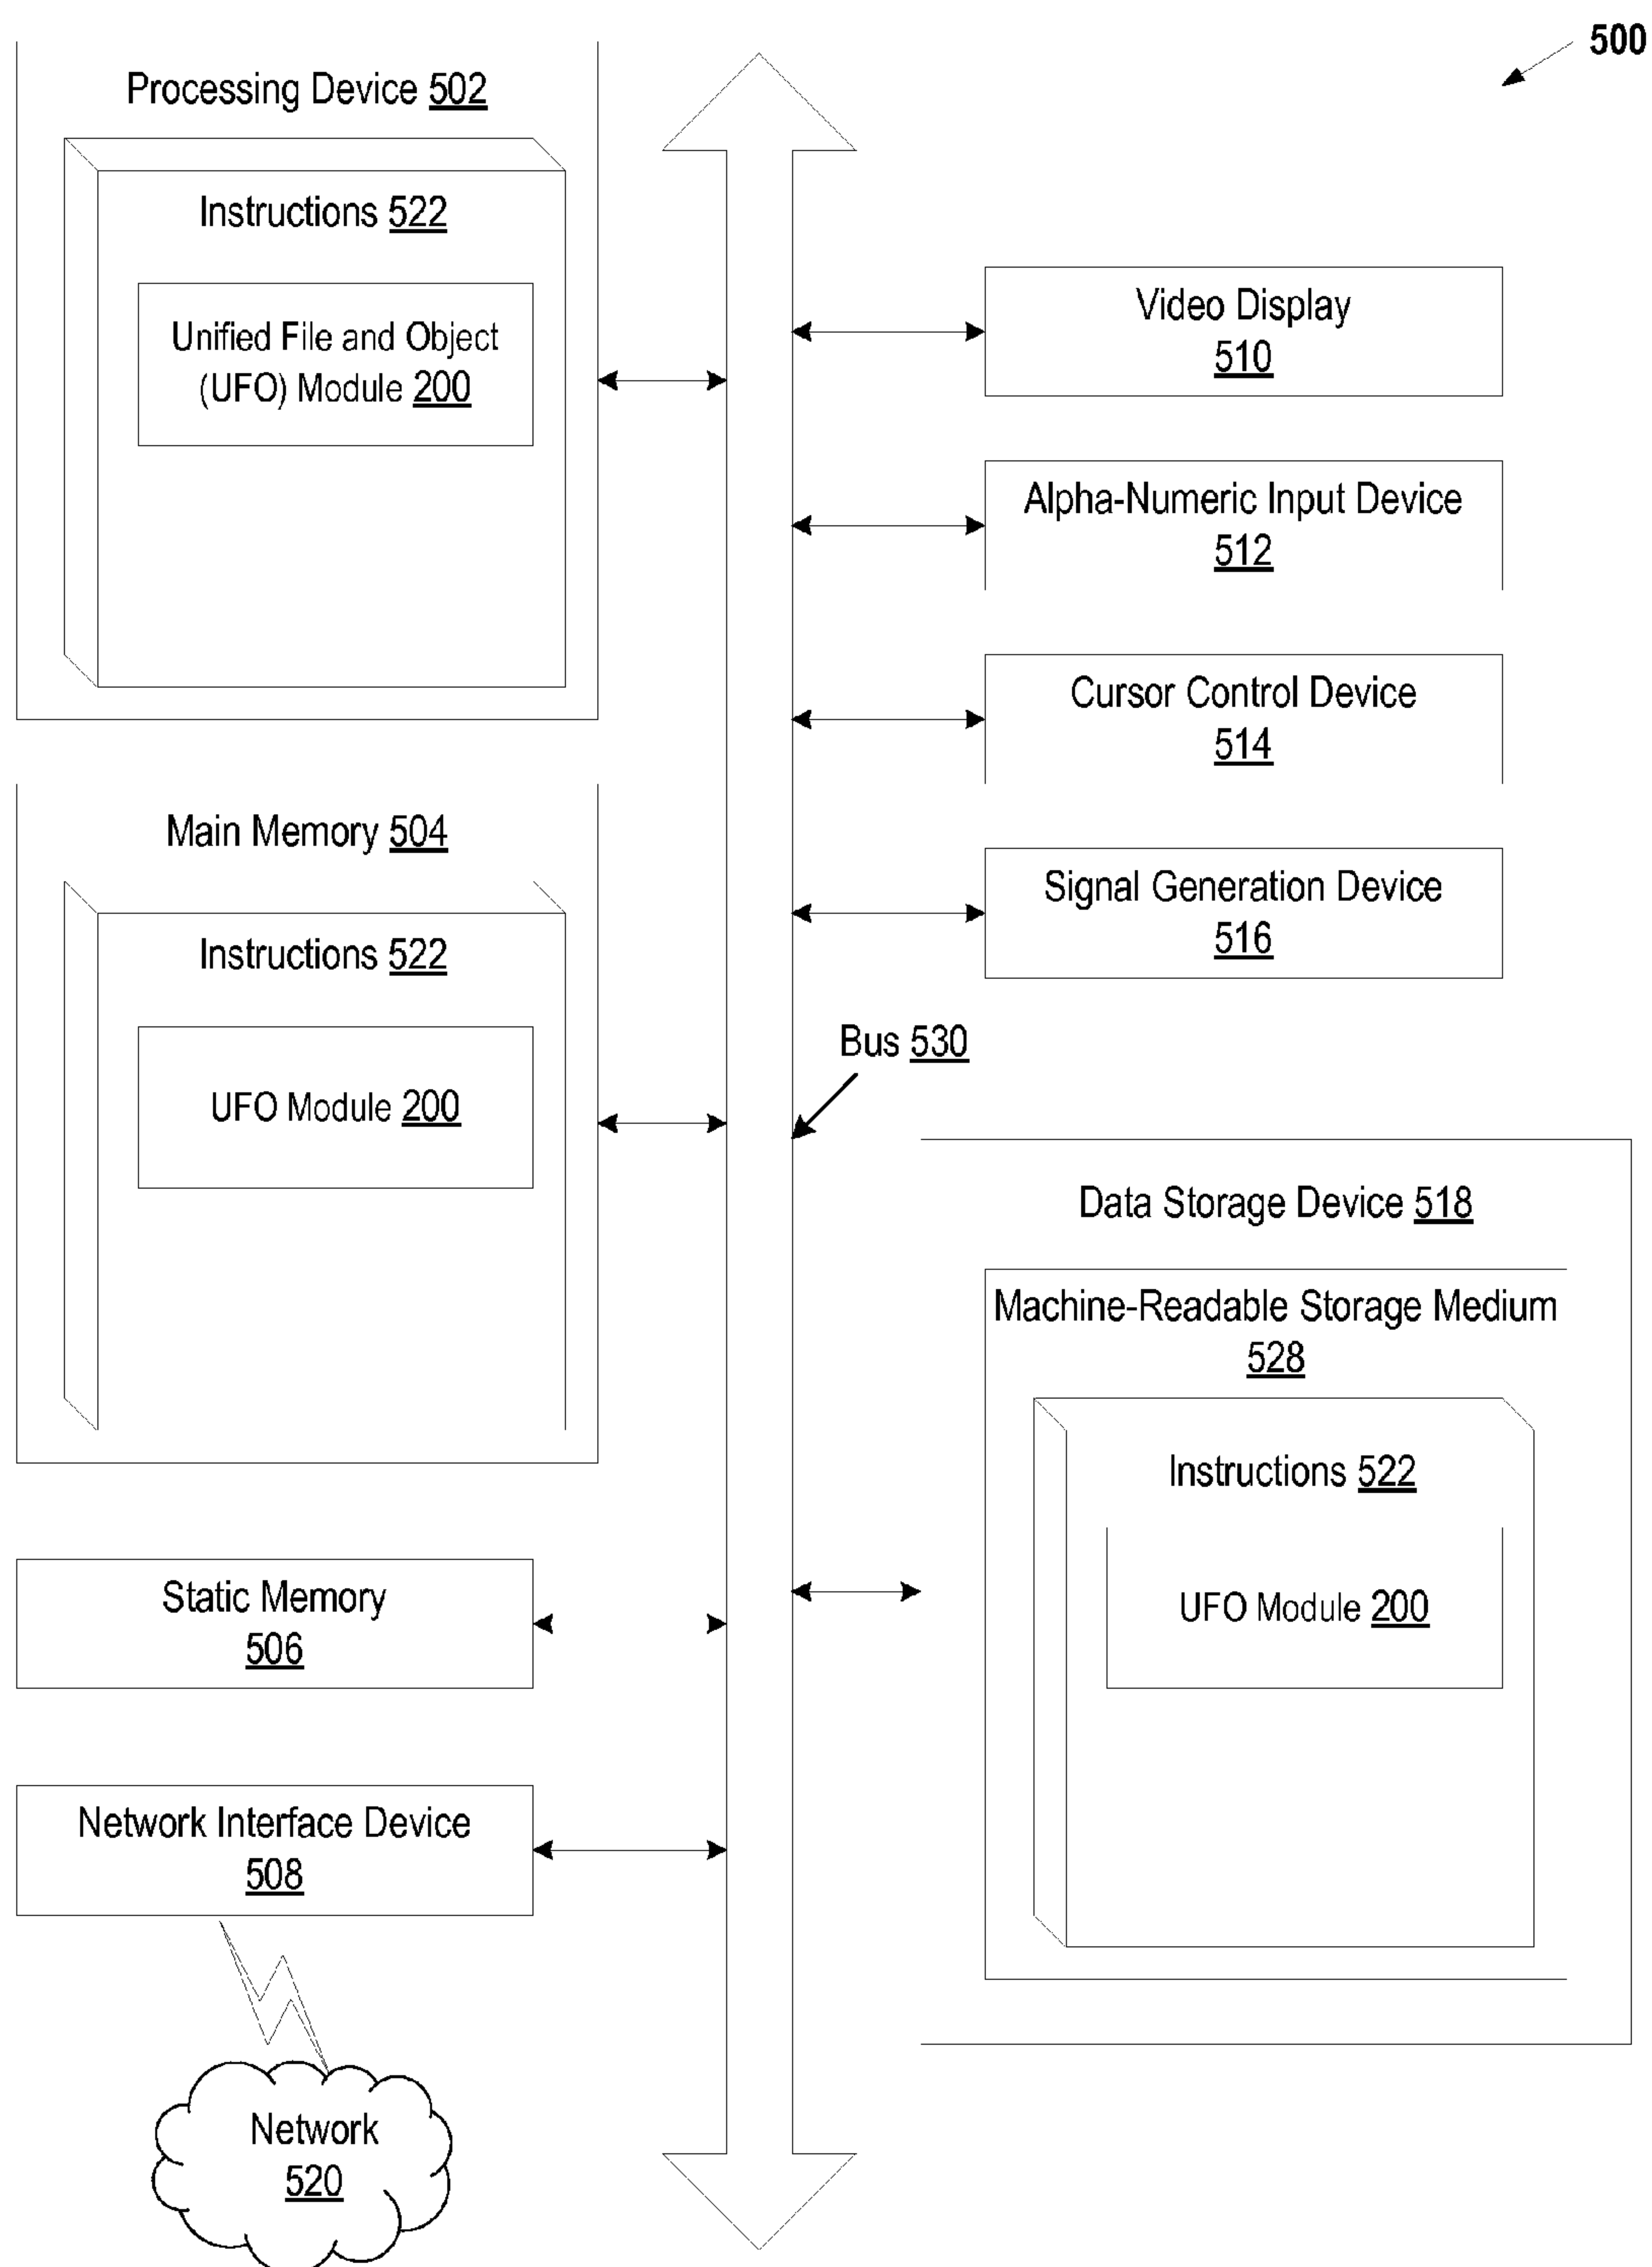 500
Processing Device 502
Instructions 522
Unified File and Object
(UFO) Module 200
Video Display
510
Alpha-Numeric Input Device
512
Cursor Control Device
514
Main Memory 504
Instructions 522
UFO Module 200
Signal Generation Device
516
Bus 530
Data Storage Device 518
Machine-Readable Storage Medium
528
Instructions 522
UFO Module 200
Static Memory
506
Network Interface Device
508
Network
520